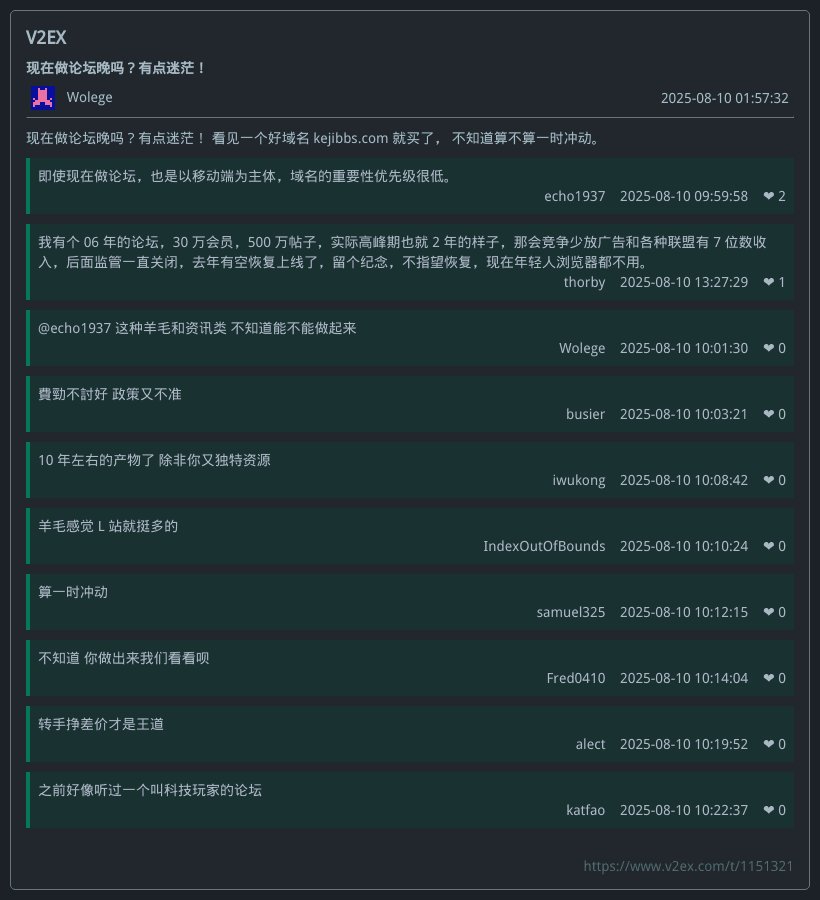 V2EX
现在做论坛晚吗？有点迷茫！
Wolege
2025-08-10 01:57:32
现在做论坛晚吗？有点迷茫！ 看见一个好域名 kejibbs.com 就买了， 不知道算不算一时冲动。
即使现在做论坛，也是以移动端为主体，域名的重要性优先级很低。
echo1937 2025-08-10 09:59:58 ❤ 2
我有个 06 年的论坛，30 万会员，500 万帖子，实际高峰期也就 2 年的样子，那会竞争少放广告和各种联盟有 7 位数收
入，后面监管一直关闭，去年有空恢复上线了，留个纪念，不指望恢复，现在年轻人浏览器都不用。
thorby 2025-08-10 13:27:29 ❤ 1
@echo1937 这种羊毛和资讯类 不知道能不能做起来
Wolege 2025-08-10 10:01:30 ❤ 0
費勁不討好 政策又不准
busier 2025-08-10 10:03:21 ❤ 0
10 年左右的产物了 除非你又独特资源
iwukong 2025-08-10 10:08:42 ❤ 0
羊毛感觉 L 站就挺多的
IndexOutOfBounds 2025-08-10 10:10:24 ❤ 0
算一时冲动
samuel325 2025-08-10 10:12:15 ❤ 0
不知道 你做出来我们看看呗
Fred0410 2025-08-10 10:14:04 ❤ 0
转手挣差价才是王道
alect 2025-08-10 10:19:52 ❤ 0
之前好像听过一个叫科技玩家的论坛
katfao 2025-08-10 10:22:37 ❤ 0
https://www.v2ex.com/t/1151321